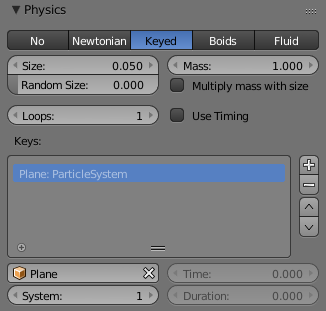 Physics
No Newtonian Keyed Boids Fluid
Size: 0.050 Mass: 1.000
Random Size: 0.000 Multiply mass with size
Loops: 1 Use Timing
Keys:
Plane: ParticleSystem
Plane Time: 0.000
System: 1 Duration: 0.000